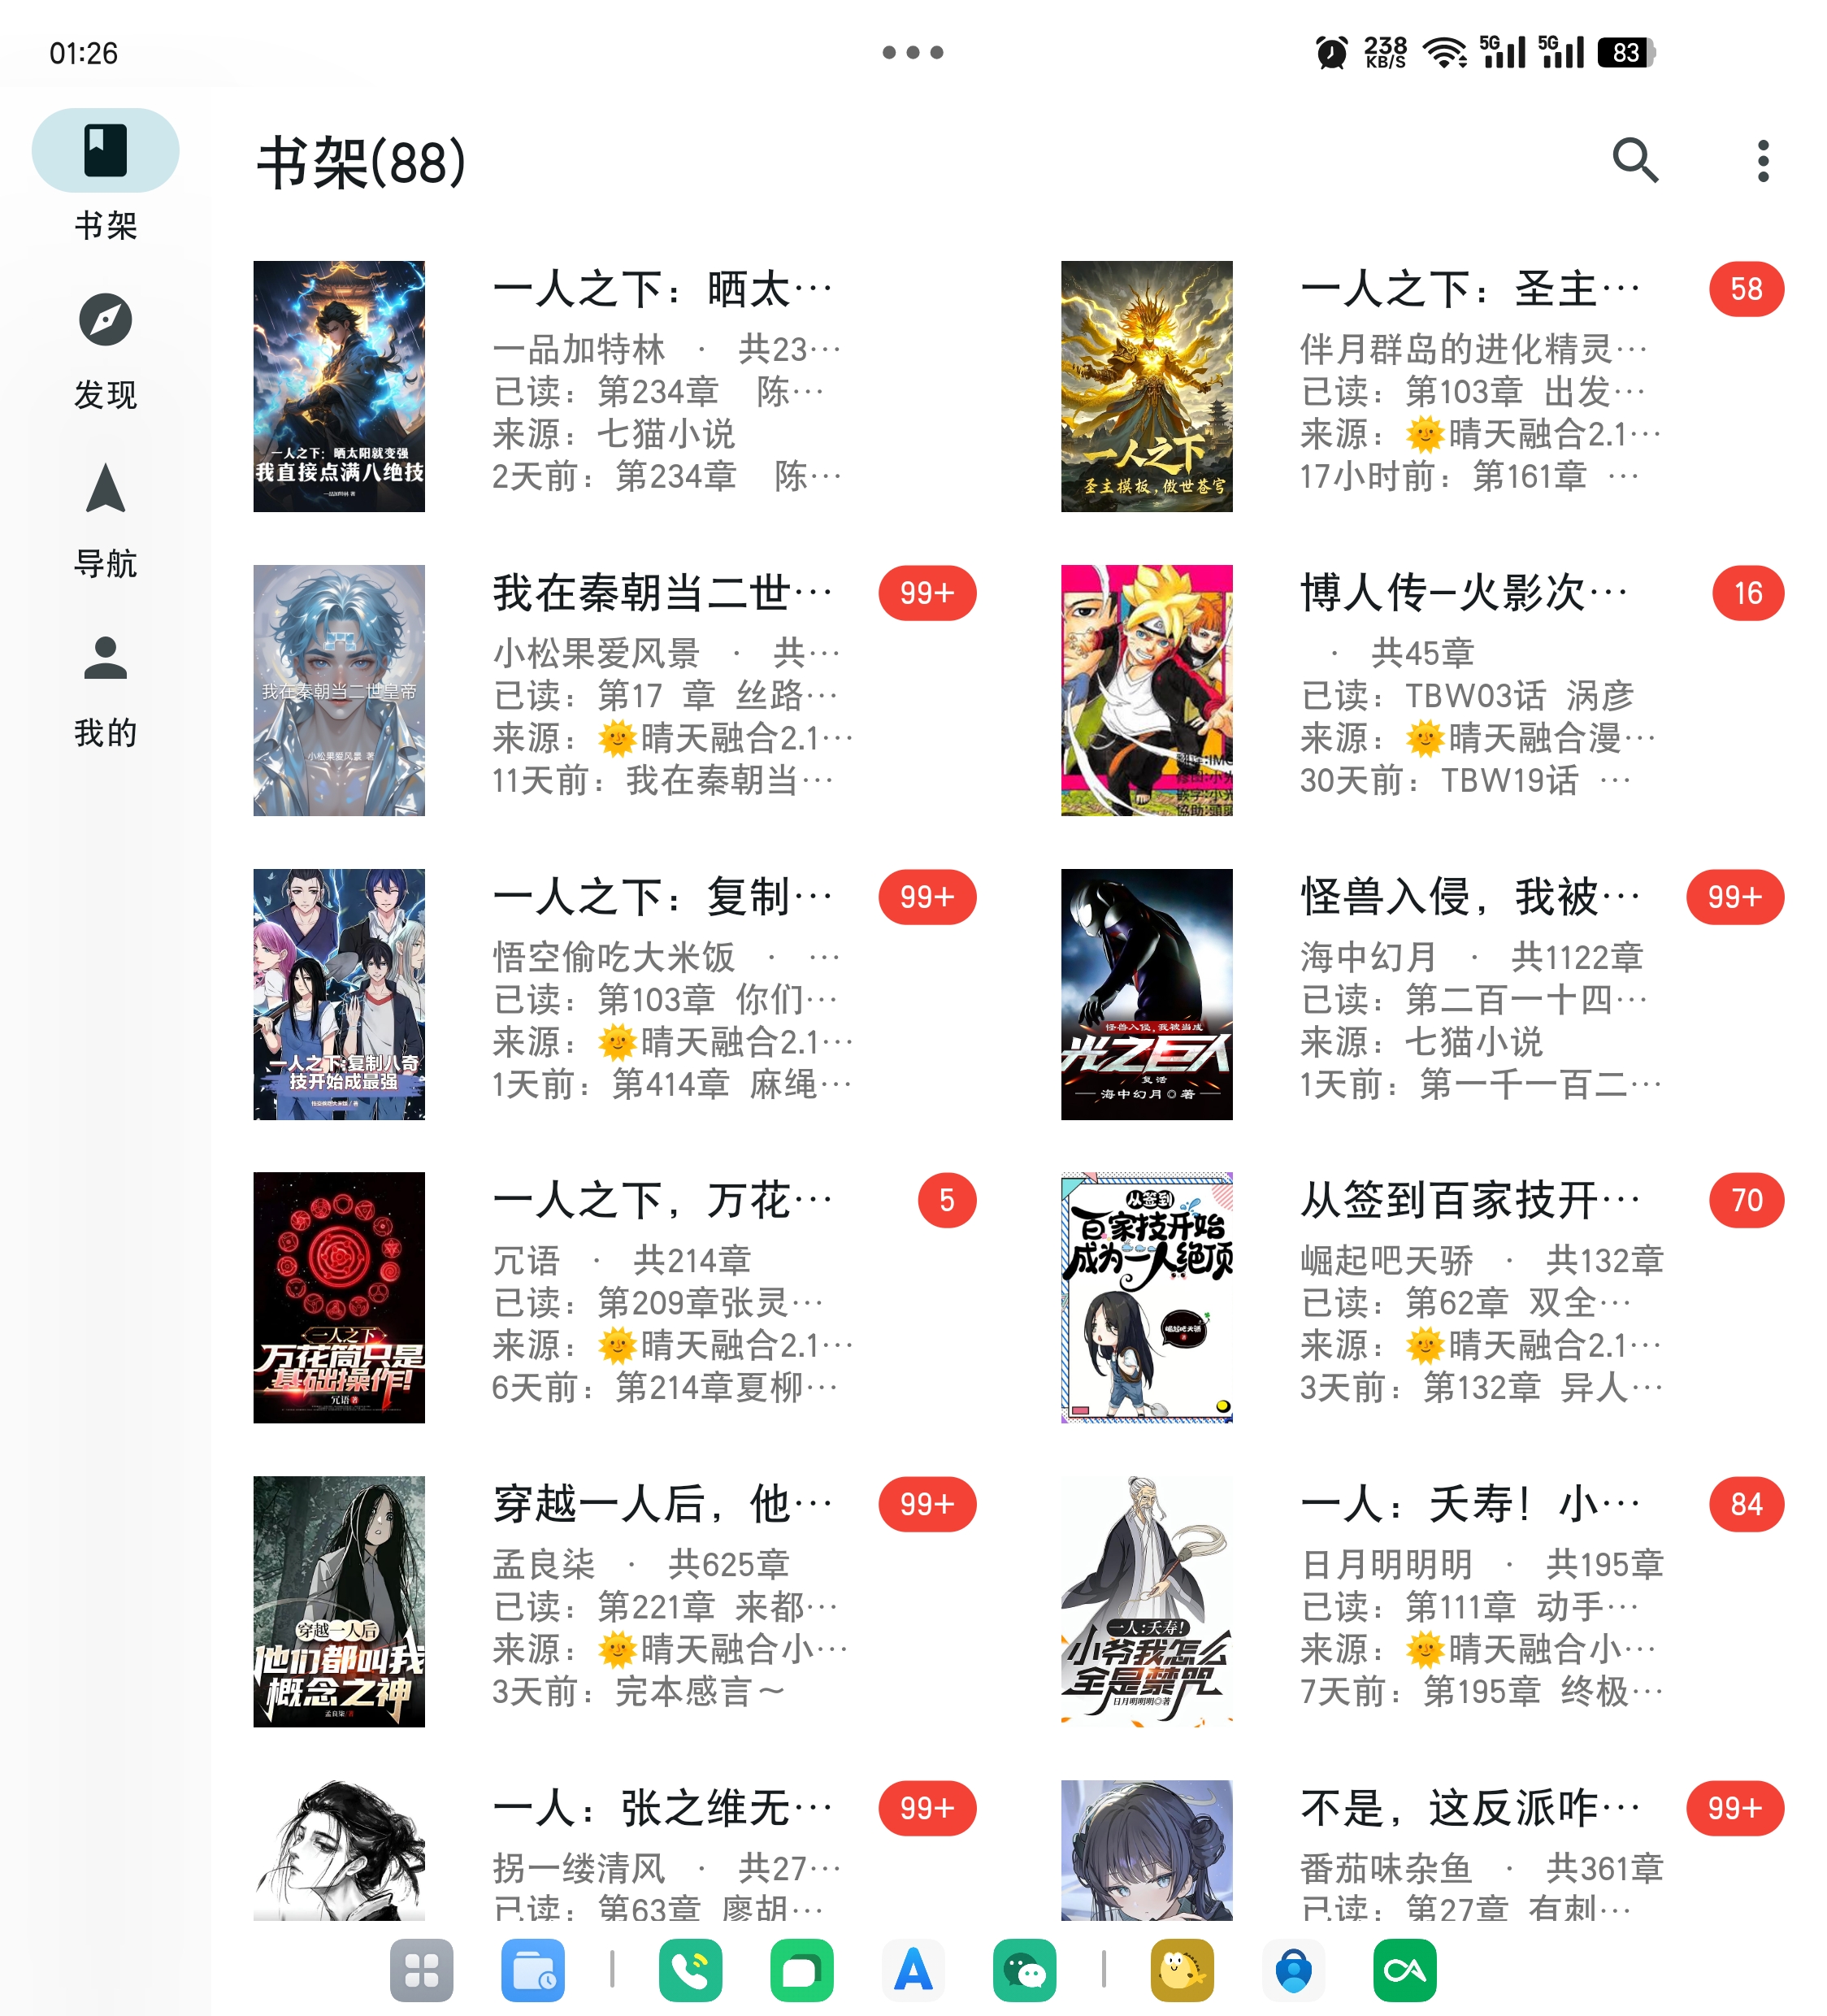 01:26
238
KB/S
5G
5G
83
书架(88)
书架
发现
导航
我的
一人之下：晒太…
一品加特林 · 共23…
已读：第234章 陈…
来源：七猫小说
2天前：第234章 陈…
一人之下：晒太阳就变强
我直接点满八绝技
一品加特林 著
一人之下：圣主…
58
伴月群岛的进化精灵…
已读：第103章 出发…
来源：🌞晴天融合2.1…
17小时前：第161章 …
一人之下
圣主模板，傲世苍穹
我在秦朝当二世…
99+
小松果爱风景 · 共…
已读：第17 章 丝路…
来源：🌞晴天融合2.1…
11天前：我在秦朝当…
我在秦朝当二世皇帝
小松果爱风景 著
博人传—火影次…
16
· 共45章
已读：TBW03话 涡彦
来源：🌞晴天融合漫…
30天前：TBW19话 …
一人之下：复制…
99+
悟空偷吃大米饭 · …
已读：第103章 你们…
来源：🌞晴天融合2.1…
1天前：第414章 麻绳…
一人之下:复制八奇
技开始成最强
怪兽入侵，我被…
99+
海中幻月 · 共1122章
已读：第二百一十四…
来源：七猫小说
1天前：第一千一百二…
怪兽入侵，我被当成
光之巨人
复活
海中幻月◎著
一人之下，万花…
5
冗语 · 共214章
已读：第209章张灵…
来源：🌞晴天融合2.1…
6天前：第214章夏柳…
一人之下
万花筒只是
基础操作!
冗语 著
从签到百家技开…
70
崛起吧天骄 · 共132章
已读：第62章 双全…
来源：🌞晴天融合2.1…
3天前：第132章 异人…
从签到
百家技开始
成为一人绝顶
崛起吧天骄
穿越一人后，他…
99+
孟良柒 · 共625章
已读：第221章 来都…
来源：🌞晴天融合小…
3天前：完本感言～
穿越一人后
他们都叫我
概念之神
孟良柒/著
一人：夭寿！小…
84
日月明明明 · 共195章
已读：第111章 动手…
来源：🌞晴天融合小…
7天前：第195章 终极…
一人:夭寿!
小爷我怎么
全是禁咒
日月明明明◎著
一人：张之维无…
99+
拐一缕清风 · 共27…
已读：第63章 廖胡…
不是，这反派咋…
99+
番茄味杂鱼 · 共361章
已读：第27章 有刺…